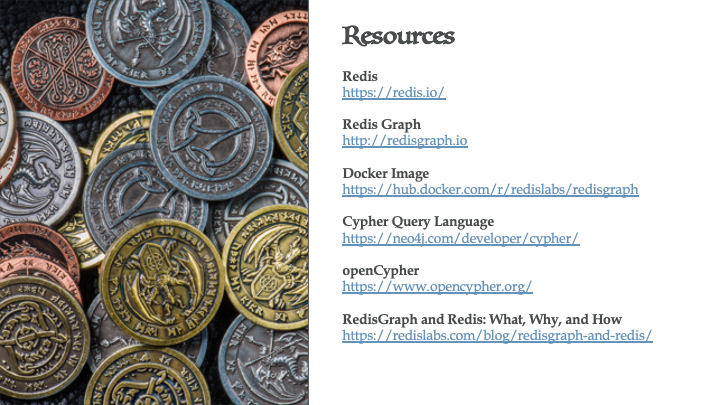 Resources
Redis
https://redis.io/
Redis Graph
http://redisgraph.io
Docker Image
https://hub.docker.com/r/redislabs/redisgraph
Cypher Query Language
https://neo4j.com/developer/cypher/
openCypher
https://www.opencypher.org/
RedisGraph and Redis: What, Why, and How
https://redislabs.com/blog/redisgraph-and-redis/